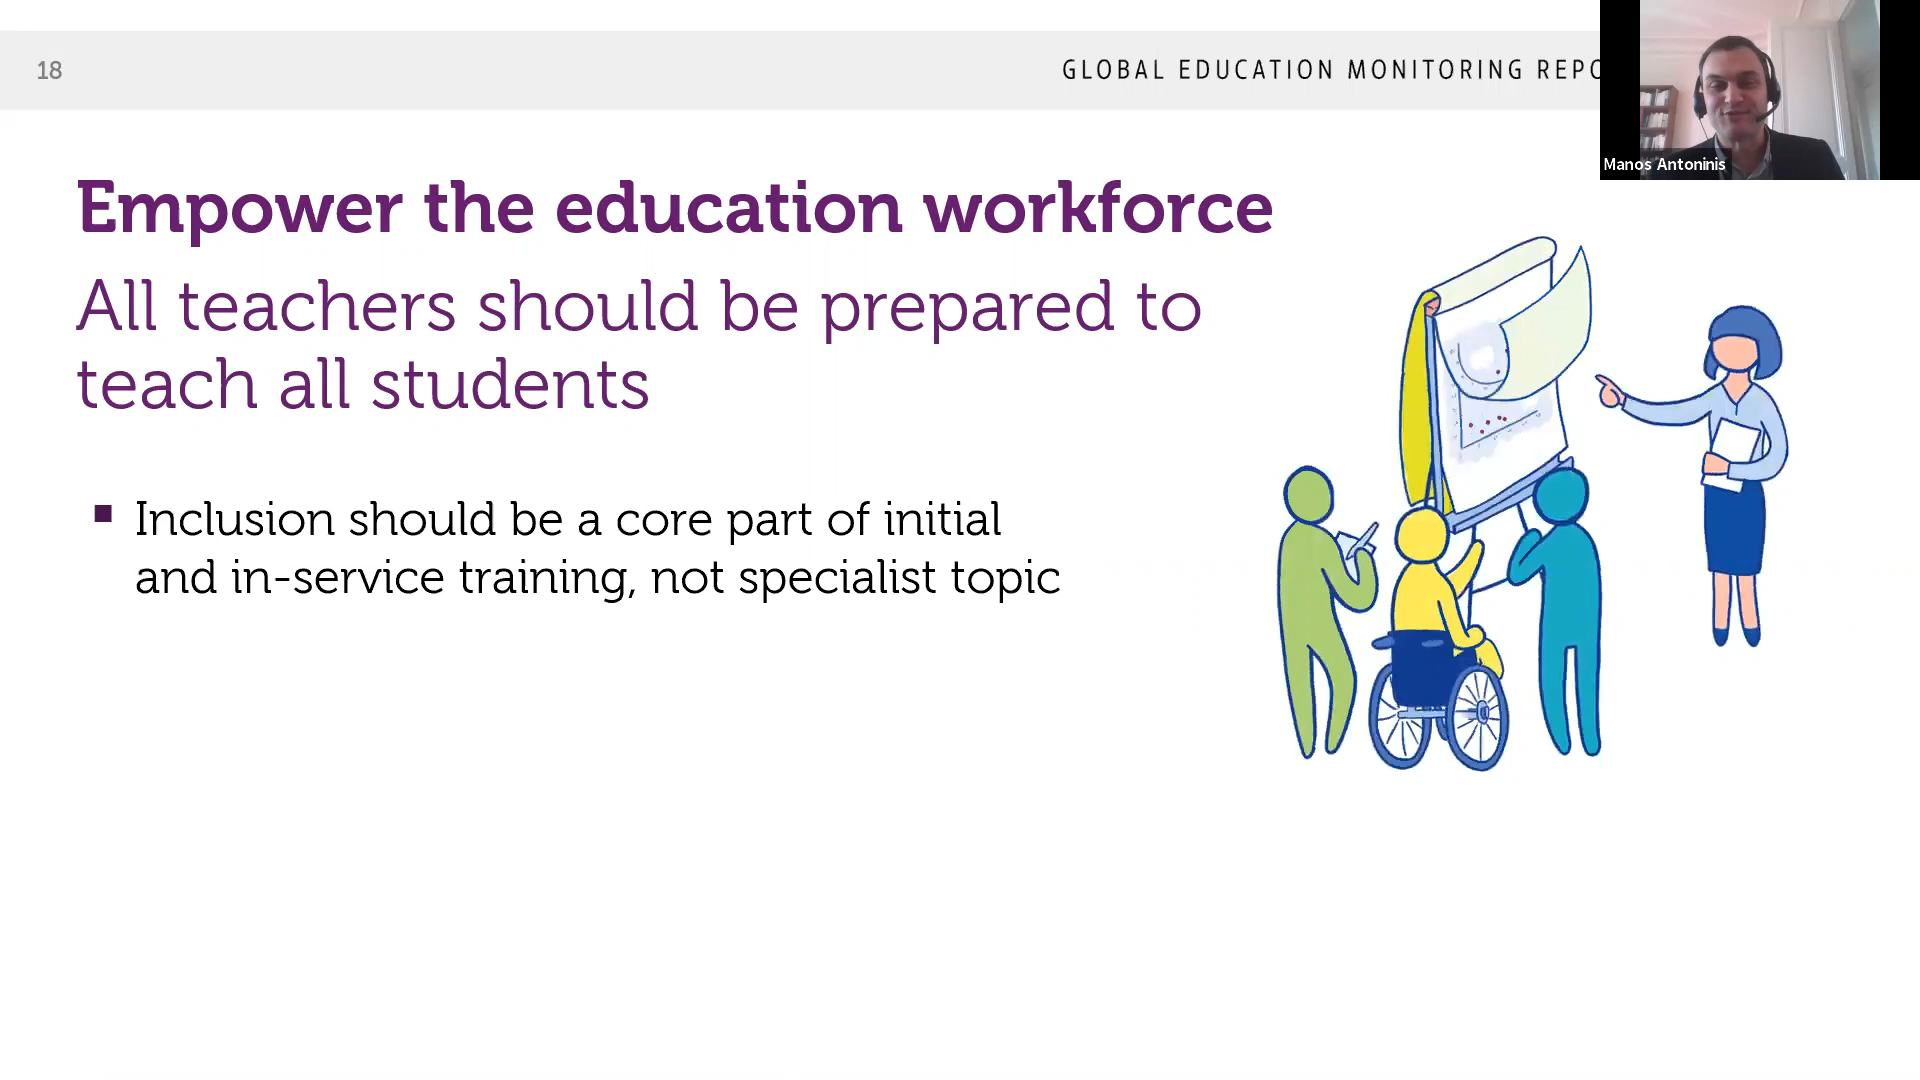 18
GLOBAL EDUCATION MONITORING
Manos Antoninis
Empower the education workforce
All teachers should be prepared to
teach all students
Inclusion should be a core part of initial
and in-service training, not specialist topic